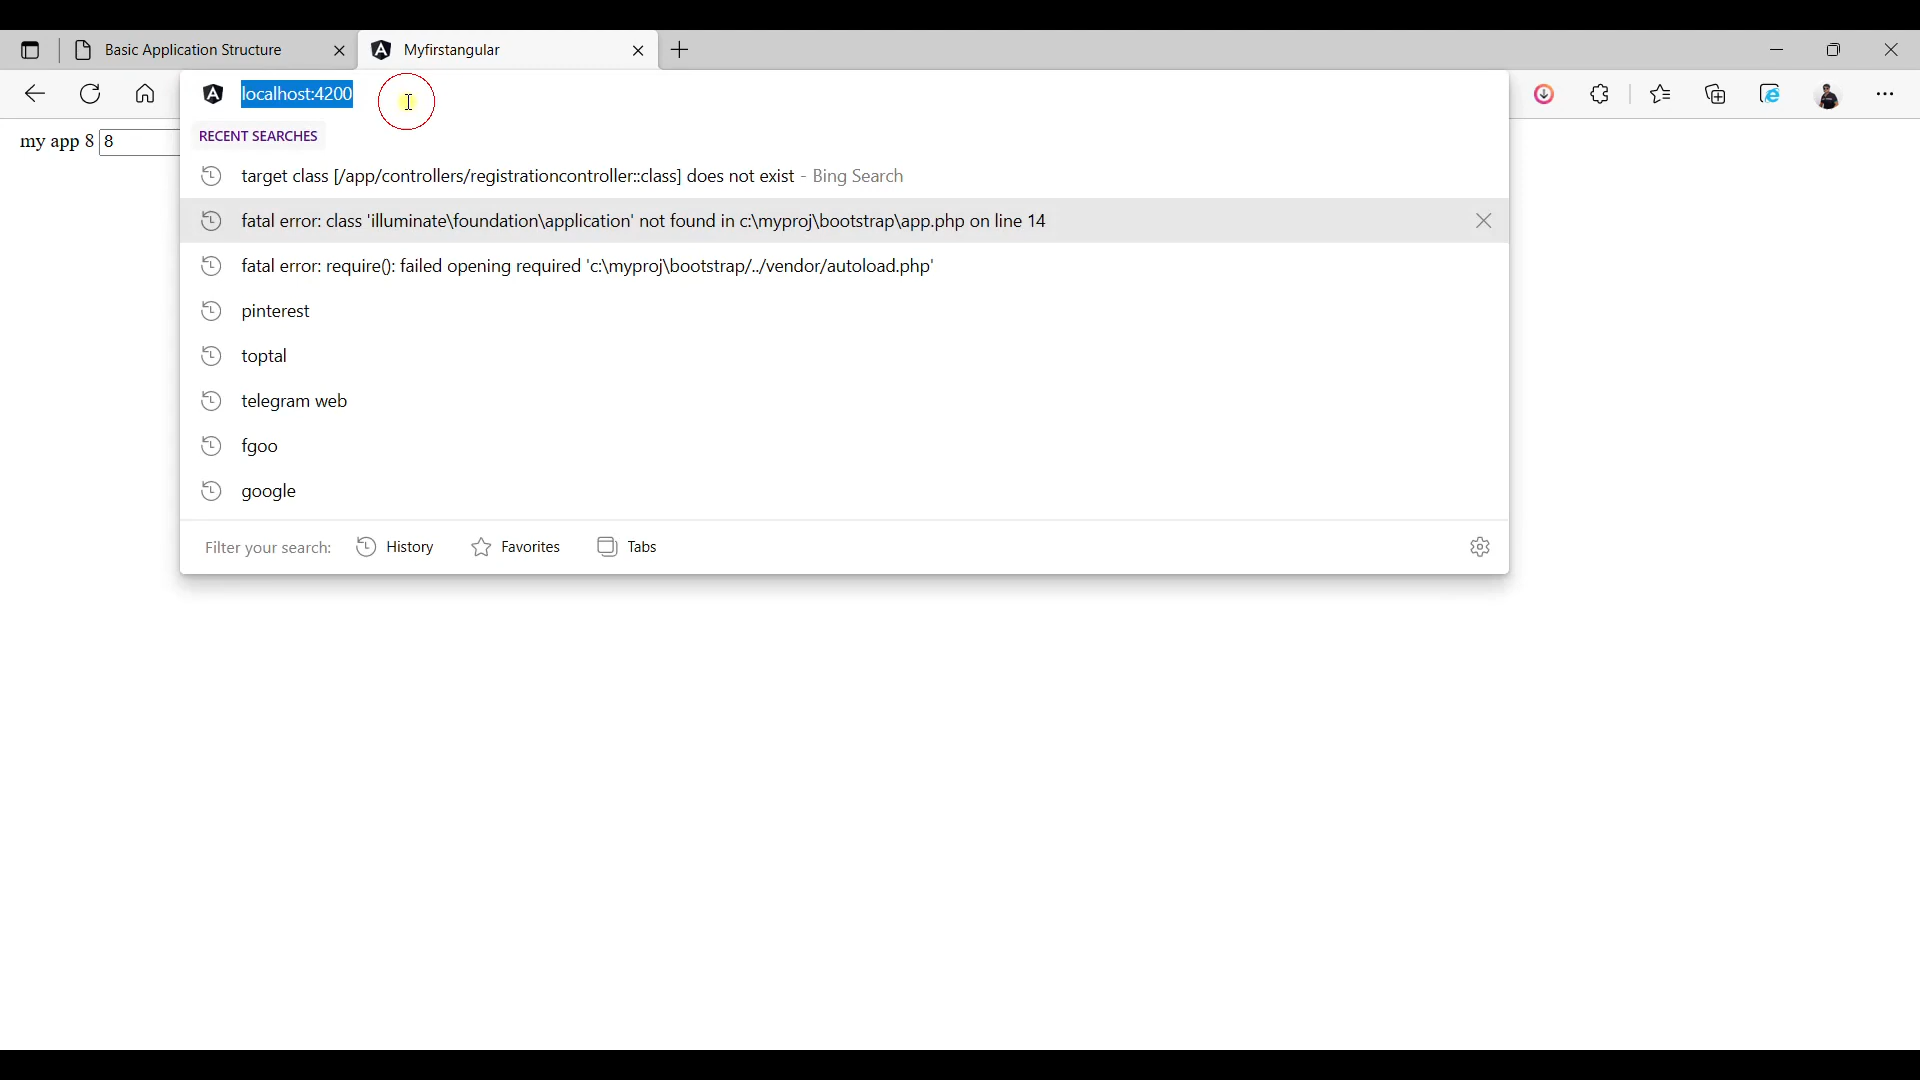 Basic Application Structure
Myfirstangular
localhost:4200
my app 8 8
RECENT SEARCHES
target class [/app/controllers/registrationcontroller::class] does not exist - Bing Search
fatal error: class 'illuminate\foundation\application' not found in c:\myproj\bootstrap\app.php on line 14
fatal error: require(): failed opening required 'c:\myproj\bootstrap/../vendor/autoload.php'
pinterest
toptal
telegram web
fgoo
google
Filter your search: History Favorites Tabs